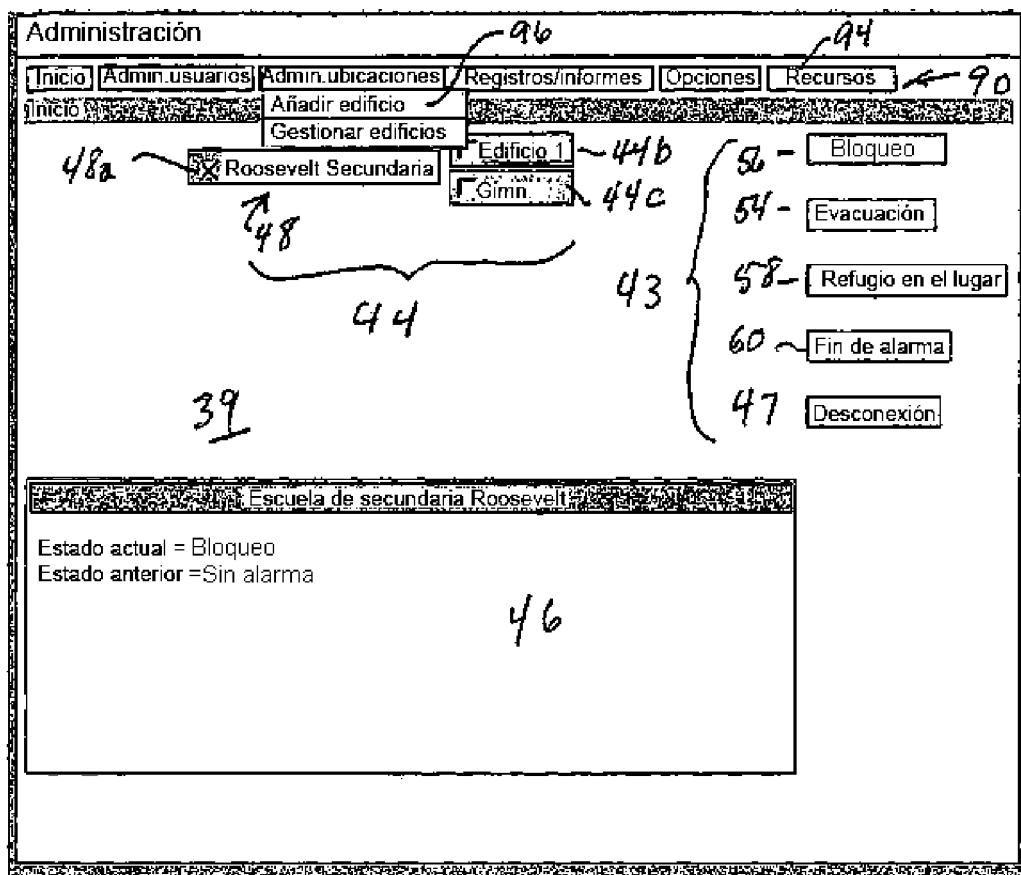 Administración
96
94
Inicio Admin.usuarios Admin.ubicaciones Registros/informes Opciones Recursos
90
Inicio
Añadir edificio
Gestionar edificios
48a
Roosevelt Secundaria
Edificio 1
44b
Gimn.
44c
48
44
43
56
Bloqueo
54
Evacuación
58
Refugio en el lugar
60
Fin de alarma
47
Desconexión
39
Escuela de secundaria Roosevelt
Estado actual = Bloqueo
Estado anterior =Sin alarma
46